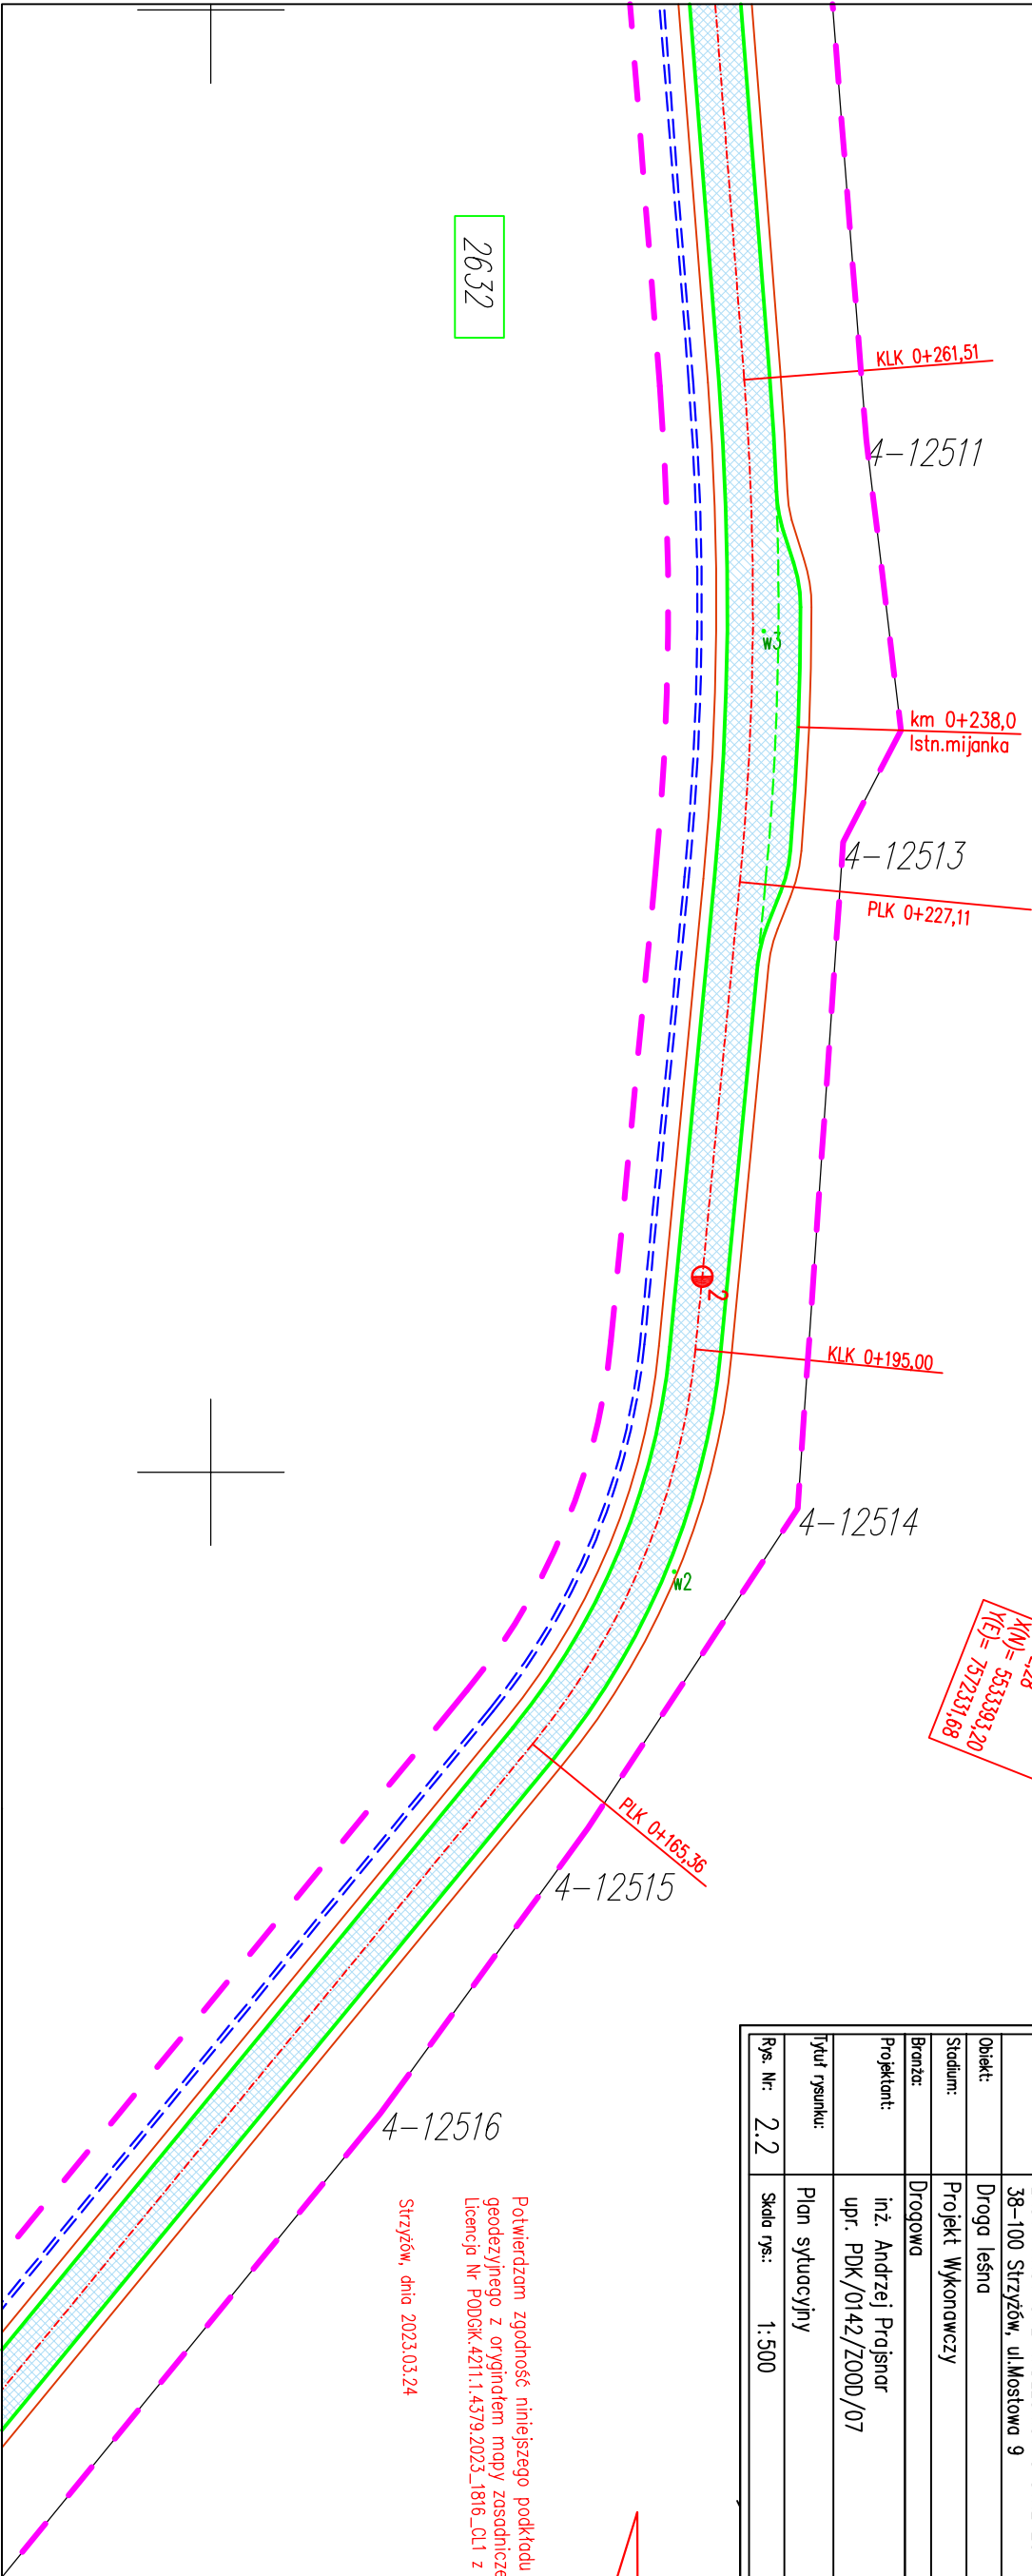 2632
KLK 0+261,51
4-12511
w3
km 0+238,0
Istn.mijanka
4-12513
PLK 0+227,11
2
KLK 0+195,00
4-12514
w2
X(N)= 5533393,20
Y(E)= 757231,68
PLK 0+165,36
4-12515
4-12516
38-100 Strzyżów, ul.Mostowa 9
Obiekt: Droga leśna
Stadium: Projekt Wykonawczy
Branża: Drogowa
Projektant: inż. Andrzej Prajsnar
upr. PDK/0142/ZOOD/07
Tytuł rysunku: Plan sytuacyjny
Rys. Nr: 2.2 Skala rys.: 1:500
Potwierdzam zgodność niniejszego podkładu
geodezyjnego z oryginałem mapy zasadnicze
Licencja Nr PODGiK.4211.1.4379.2023_1816_CL1 z
Strzyżów, dnia 2023.03.24